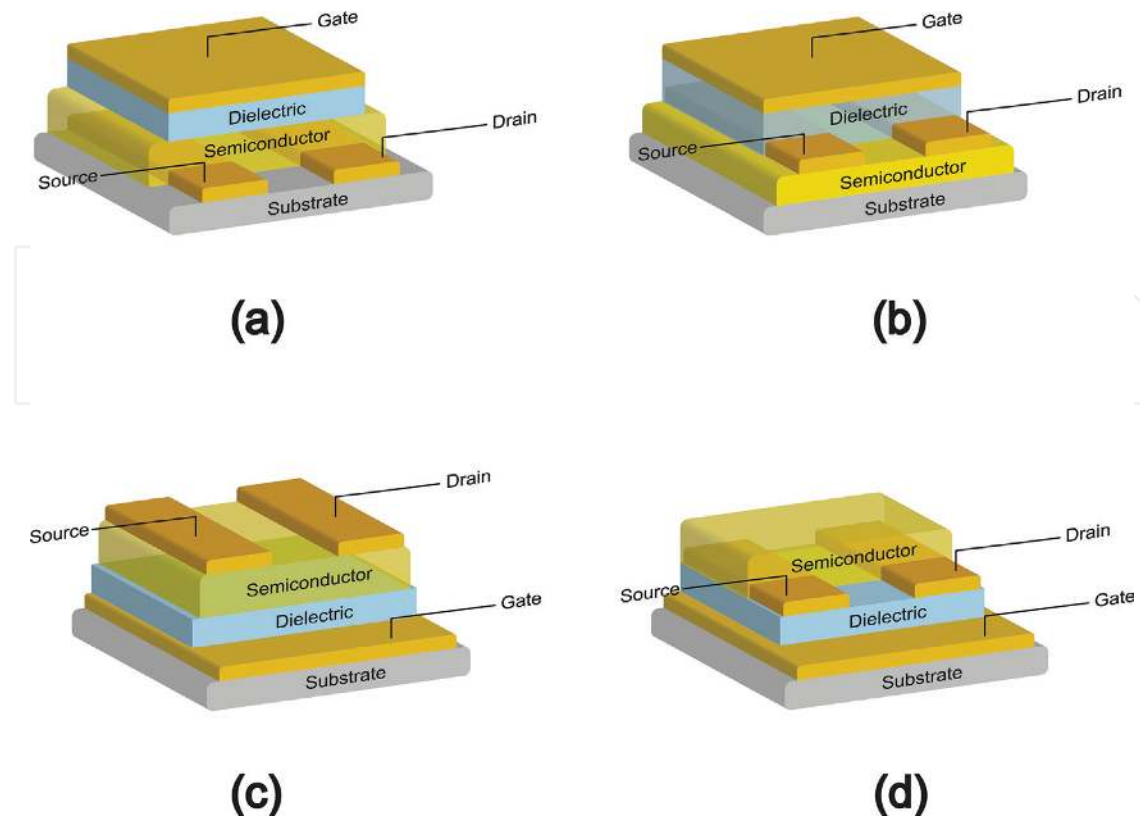 Gate
Dielectric
Drain
Semiconductor
Source
Substrate
(a)
Gate
Dielectric
Drain
Source
Semiconductor
Substrate
(b)
Drain
Source
Semiconductor
Gate
Dielectric
Substrate
(c)
Drain
Semiconductor
Source
Gate
Dielectric
Substrate
(d)